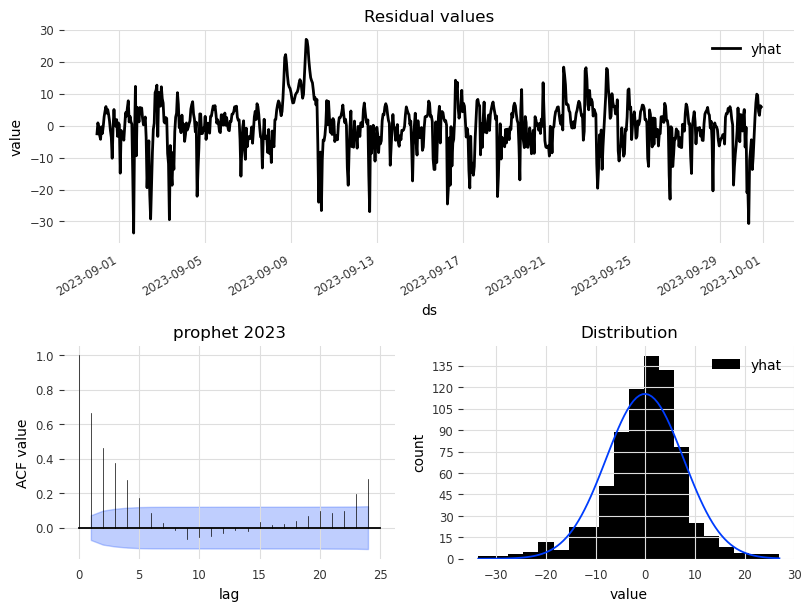 Residual values
yhat
value
30
20
10
0
−10
−20
−30
2023-09-01
2023-09-05
2023-09-09
2023-09-13
2023-09-17
2023-09-21
2023-09-25
2023-09-29
2023-10-01
ds
prophet 2023
ACF value
1.0
0.8
0.6
0.4
0.2
0.0
0 5 10 15 20 25
lag
Distribution
yhat
count
135
120
105
90
75
60
45
30
15
0
−30 −20 −10 0 10 20 30
value